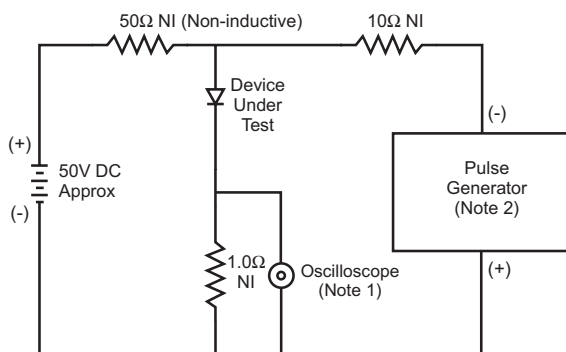 50Ω NI (Non-inductive)
10Ω NI
Device
Under
Test
(-)
(+)
50V DC
Approx
(-)
Pulse
Generator
(Note 2)
1.0Ω
NI
Oscilloscope
(Note 1)
(+)